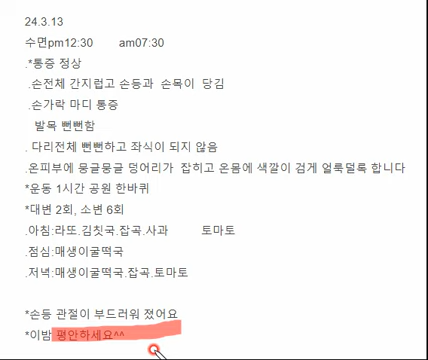 24.3.13
수면pm12:30 am07:30
.*통증 정상
.손전체 간지럽고 손등과 손목이 당김
.손가락 마디 통증
발목 뻣뻣함
. 다리전체 뻣뻣하고 좌식이 되지 않음
.온피부에 뭉글뭉글 덩어리가 잡히고 온몸에 색깔이 검게 얼룩덜록 합니다
*운동 1시간 공원 한바퀴
*대변 2회, 소변 6회
.아침:라또.김칫국.잡곡.사과 토마토
.점심:매생이굴떡국
.저녁:매생이굴떡국.잡곡.토마토
*손등 관절이 부드러워 졌어요
*이밤 평안하세요^^